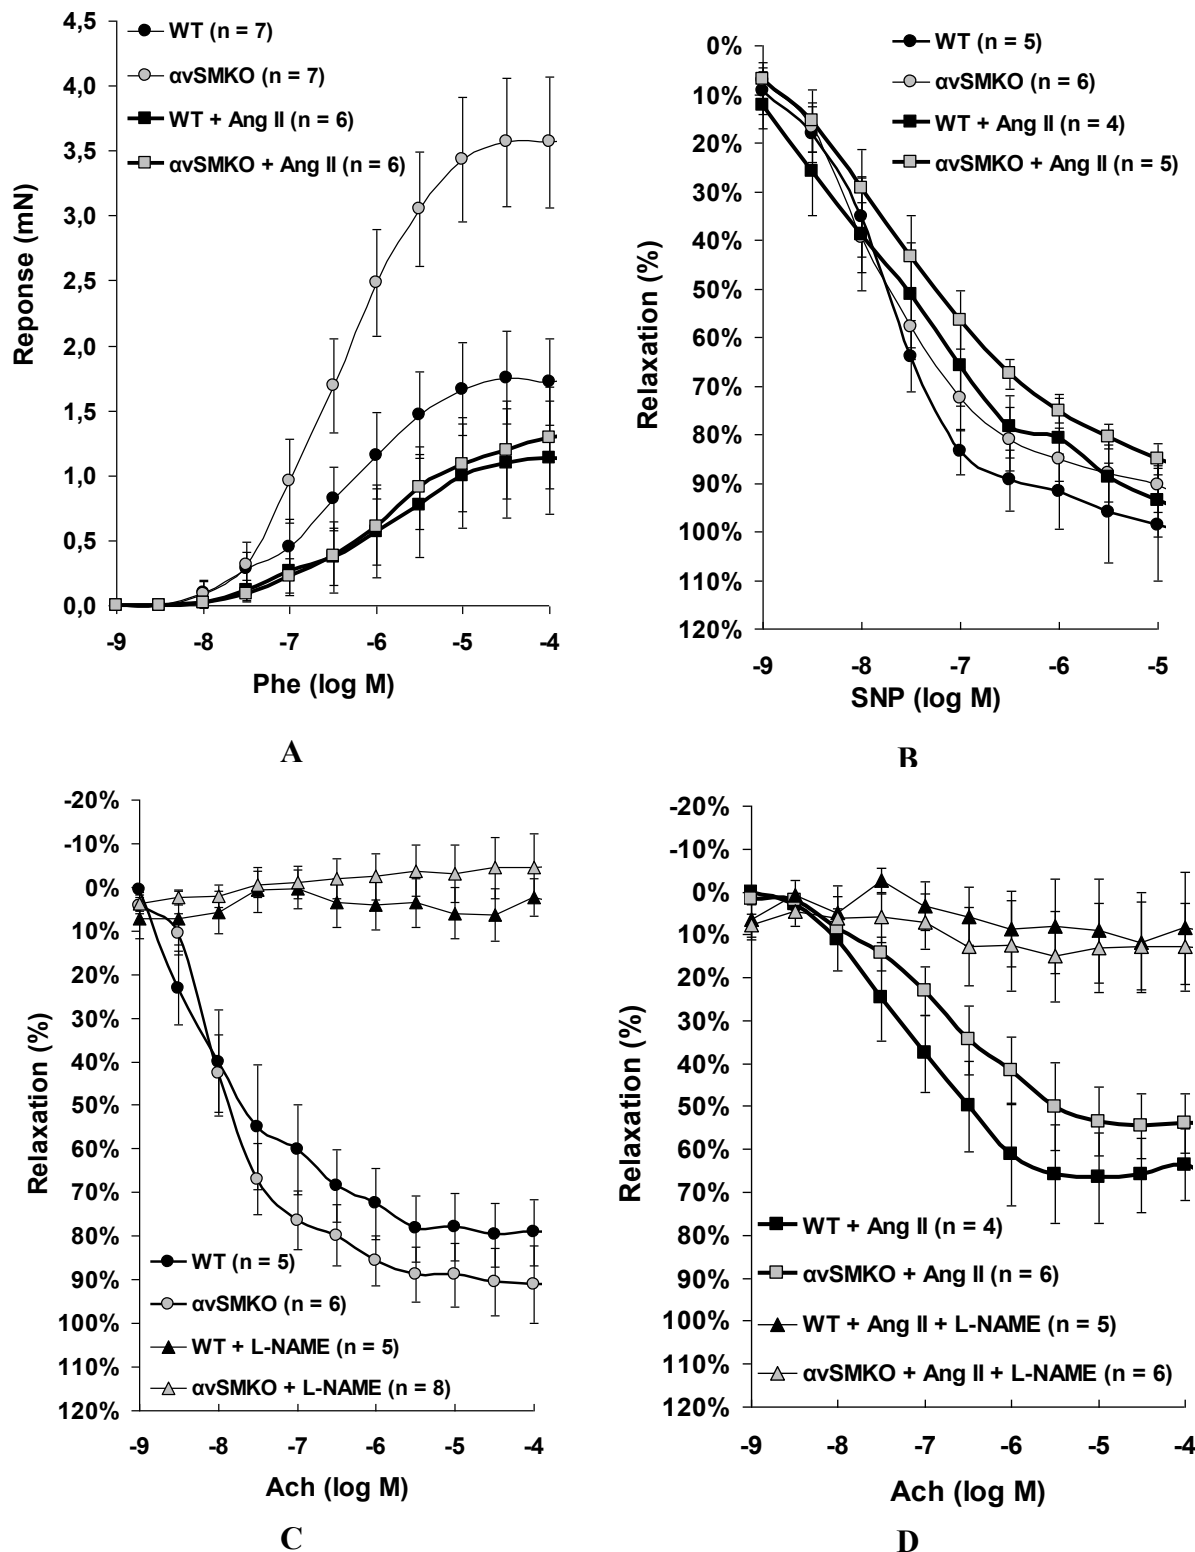 4,5
4,0
3,5
3,0
2,5
2,0
1,5
1,0
0,5
0,0
Reponse (mN)
WT (n = 7)
αvSMKO (n = 7)
WT + Ang II (n = 6)
αvSMKO + Ang II (n = 6)
-9 -8 -7 -6 -5 -4
Phe (log M)
A
0%
10%
20%
30%
40%
50%
60%
70%
80%
90%
100%
110%
120%
Relaxation (%)
WT (n = 5)
αvSMKO (n = 6)
WT + Ang II (n = 4)
αvSMKO + Ang II (n = 5)
-9 -8 -7 -6 -5
SNP (log M)
B
-20%
-10%
0%
10%
20%
30%
40%
50%
60%
70%
80%
90%
100%
110%
120%
Relaxation (%)
WT (n = 5)
αvSMKO (n = 6)
WT + L-NAME (n = 5)
αvSMKO + L-NAME (n = 8)
-9 -8 -7 -6 -5 -4
Ach (log M)
C
-20%
-10%
0%
10%
20%
30%
40%
50%
60%
70%
80%
90%
100%
110%
120%
Relaxation (%)
WT + Ang II (n = 4)
αvSMKO + Ang II (n = 6)
WT + Ang II + L-NAME (n = 5)
αvSMKO + Ang II + L-NAME (n = 6)
-9 -8 -7 -6 -5 -4
Ach (log M)
D